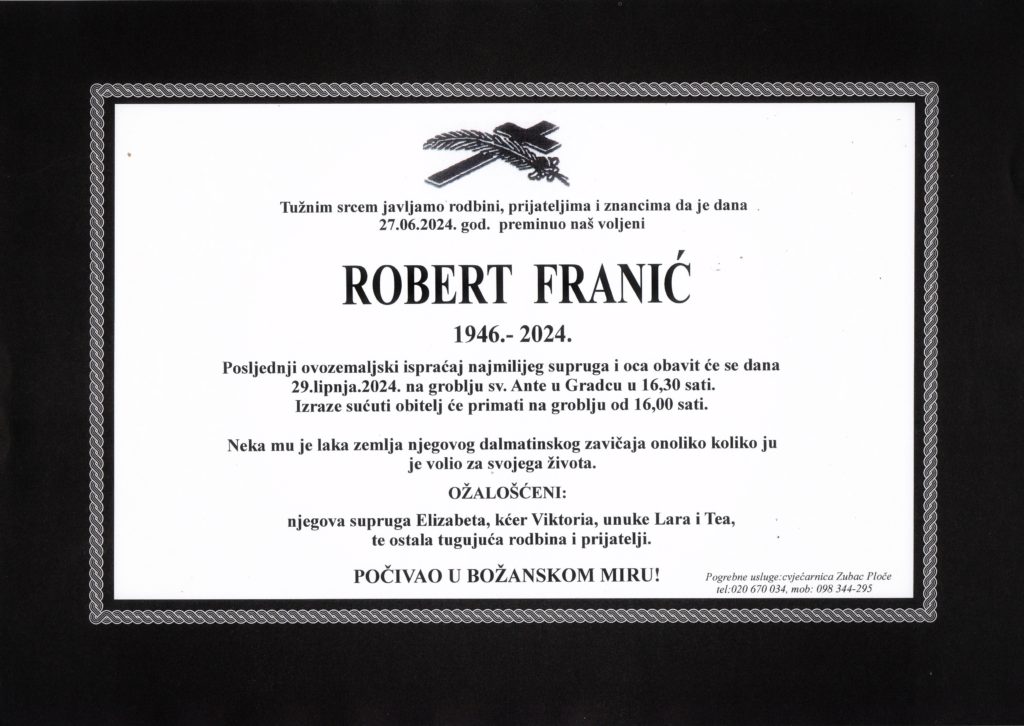 Tužnim srcem javljamo rodbini, prijateljima i znancima da je dana
27.06.2024. god. preminuo naš voljeni
ROBERT FRANIĆ
1946.- 2024.
Posljednji ovozemaljski ispraćaj najmilijeg supruga i oca obavit će se dana
29.lipnja.2024. na groblju sv. Ante u Gradcu u 16,30 sati.
Izraze sućuti obitelj će primati na groblju od 16,00 sati.
Neka mu je laka zemlja njegovog dalmatinskog zavičaja onoliko koliko ju
je volio za svojega života.
OŽALOŠĆENI:
njegova supruga Elizabeta, kćer Viktoria, unuke Lara i Tea,
te ostala tugujuća rodbina i prijatelji.
POČIVAO U BOŽANSKOM MIRU!
Pogrebne usluge:cvjećarnica Zubac Ploče
tel:020 670 034, mob: 098 344-295